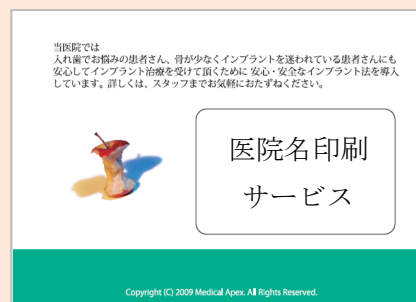 当医院では
入れ歯でお悩みの患者さん、骨が少なくインプラントを迷われている患者さんにも
安心してインプラント治療を受けて頂くために 安心・安全なインプラント法を導入
しています。詳しくは、スタッフまでお気軽におたずねください。
医院名印刷
サービス
Copyright (C) 2009 Medical Apex. All Rights Reserved.